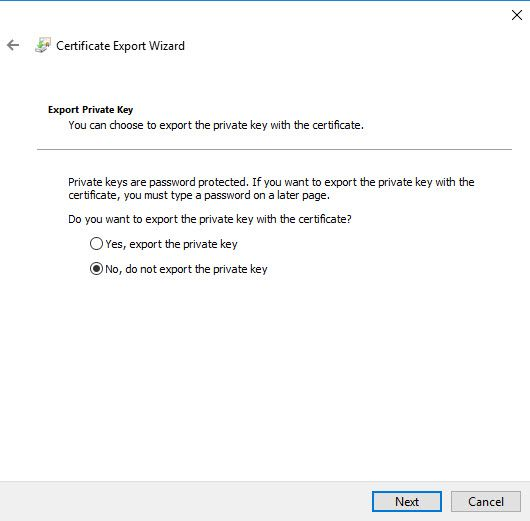 Certificate Export Wizard
Export Private Key
You can choose to export the private key with the certificate.
Private keys are password protected. If you want to export the private key with the
certificate, you must type a password on a later page.
Do you want to export the private key with the certificate?
Yes, export the private key
No, do not export the private key
Next
Cancel